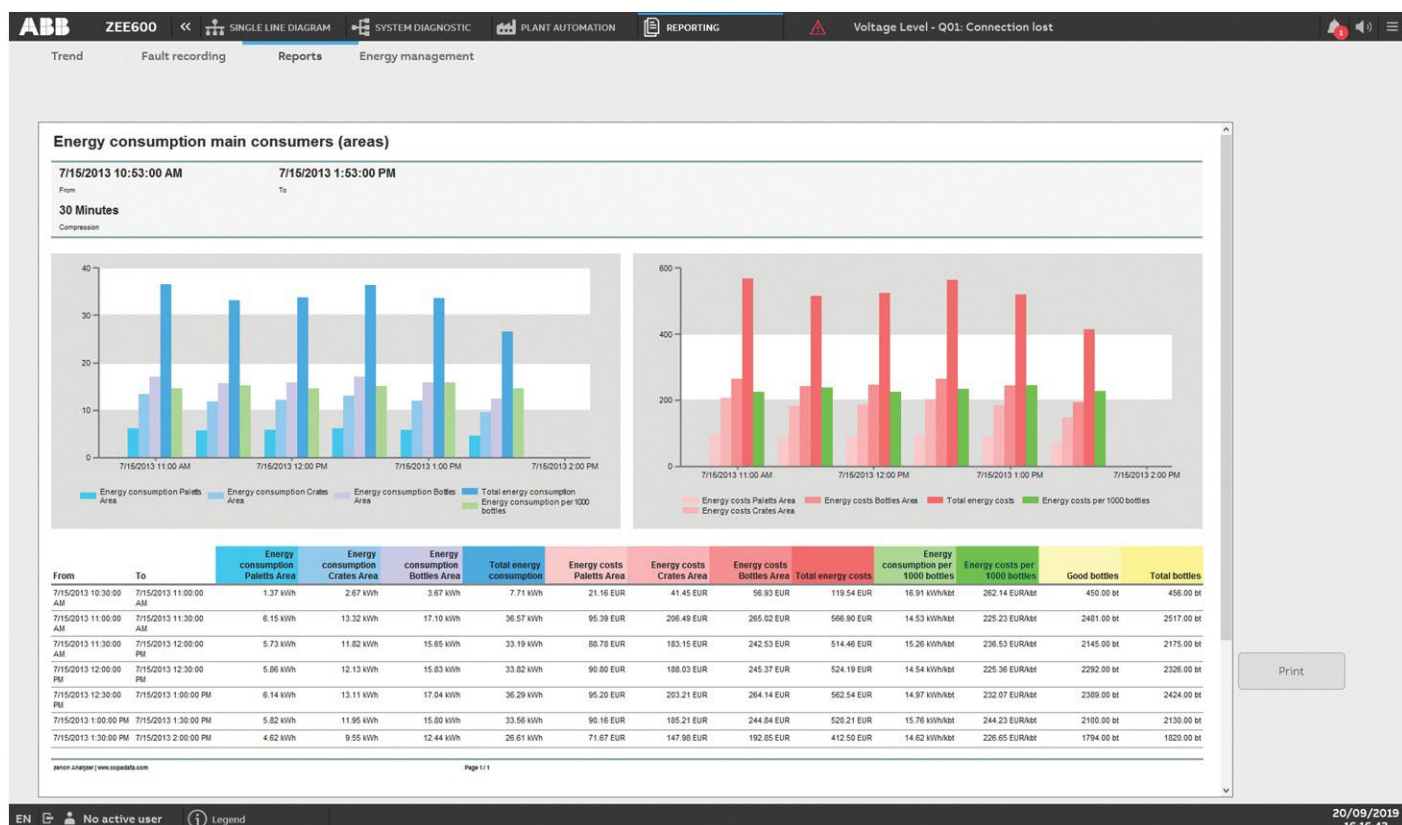 ABB ZEE600 « SINGLE LINE DIAGRAM SYSTEM DIAGNOSTIC PLANT AUTOMATION REPORTING Voltage Level - Q01: Connection lost 1
Trend Fault recording Reports Energy management
Energy consumption main consumers (areas)
7/15/2013 10:53:00 AM 7/15/2013 1:53:00 PM
From To
30 Minutes
Compression
40
30
20
10
0
7/15/2013 11:00 AM 7/15/2013 12:00 PM 7/15/2013 1:00 PM 7/15/2013 2:00 PM
Energy consumption Paletts Area
Energy consumption Crates Area
Energy consumption Bottles Area
Total energy consumption
Energy consumption per 1000 bottles
600
400
200
0
7/15/2013 11:00 AM 7/15/2013 12:00 PM 7/15/2013 1:00 PM 7/15/2013 2:00 PM
Energy costs Paletts Area Energy costs Bottles Area Total energy costs Energy costs per 1000 bottles
Energy costs Crates Area
From To Energy consumption Paletts Area Energy consumption Crates Area Energy consumption Bottles Area Total energy consumption Energy costs Paletts Area Energy costs Crates Area Energy costs Bottles Area Total energy costs Energy consumption per 1000 bottles Energy costs per 1000 bottles Good bottles Total bottles
7/15/2013 10:30:00 AM 7/15/2013 11:00:00 AM 1.37 kWh 2.67 kWh 3.67 kWh 7.71 kWh 21.16 EUR 41.45 EUR 56.93 EUR 119.54 EUR 16.91 kWh/kbt 262.14 EUR/kbt 450.00 bt 456.00 bt
7/15/2013 11:00:00 AM 7/15/2013 11:30:00 AM 6.15 kWh 13.32 kWh 17.10 kWh 36.57 kWh 95.39 EUR 206.49 EUR 265.02 EUR 566.90 EUR 14.53 kWh/kbt 225.23 EUR/kbt 2481.00 bt 2517.00 bt
7/15/2013 11:30:00 AM 7/15/2013 12:00:00 PM 5.73 kWh 11.82 kWh 15.65 kWh 33.19 kWh 88.78 EUR 183.15 EUR 242.53 EUR 514.46 EUR 15.26 kWh/kbt 236.53 EUR/kbt 2145.00 bt 2175.00 bt
7/15/2013 12:00:00 PM 7/15/2013 12:30:00 PM 5.86 kWh 12.13 kWh 15.83 kWh 33.82 kWh 90.80 EUR 188.03 EUR 245.37 EUR 524.19 EUR 14.54 kWh/kbt 225.36 EUR/kbt 2292.00 bt 2326.00 bt
7/15/2013 12:30:00 PM 7/15/2013 1:00:00 PM 6.14 kWh 13.11 kWh 17.04 kWh 36.29 kWh 95.20 EUR 203.21 EUR 264.14 EUR 562.54 EUR 14.97 kWh/kbt 232.07 EUR/kbt 2389.00 bt 2424.00 bt
7/15/2013 1:00:00 PM 7/15/2013 1:30:00 PM 5.82 kWh 11.95 kWh 15.80 kWh 33.56 kWh 90.16 EUR 185.21 EUR 244.84 EUR 520.21 EUR 15.76 kWh/kbt 244.23 EUR/kbt 2100.00 bt 2130.00 bt
7/15/2013 1:30:00 PM 7/15/2013 2:00:00 PM 4.62 kWh 9.55 kWh 12.44 kWh 26.61 kWh 71.67 EUR 147.98 EUR 192.85 EUR 412.50 EUR 14.62 kWh/kbt 226.65 EUR/kbt 1794.00 bt 1820.00 bt
Print
zenon Analyzer | www.copadata.com Page 1 / 1
EN No active user Legend 20/09/2019